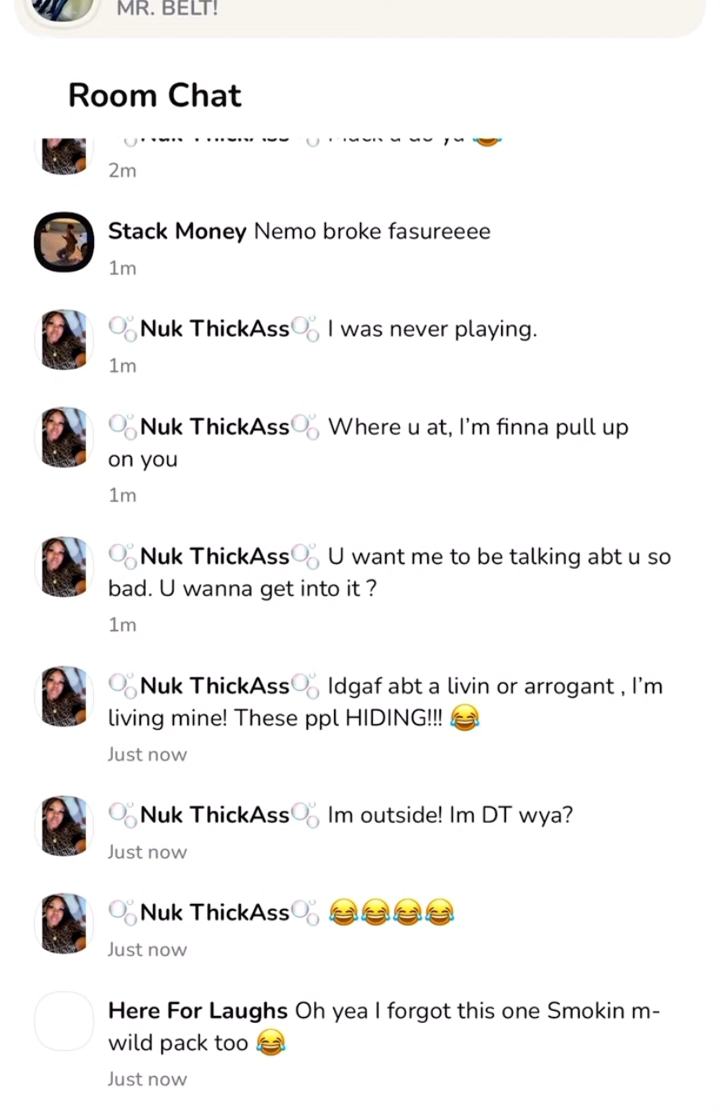 MR. BELT!
Room Chat
2m
Stack Money Nemo broke fasureeee
1m
🫧Nuk ThickAss🫧 I was never playing.
1m
🫧Nuk ThickAss🫧 Where u at, I’m finna pull up
on you
1m
🫧Nuk ThickAss🫧 U want me to be talking abt u so
bad. U wanna get into it ?
1m
🫧Nuk ThickAss🫧 Idgaf abt a livin or arrogant , I’m
living mine! These ppl HIDING!!! 😂
Just now
🫧Nuk ThickAss🫧 Im outside! Im DT wya?
Just now
🫧Nuk ThickAss🫧 😂😂😂😂
Just now
Here For Laughs Oh yea I forgot this one Smokin m-
wild pack too 😂
Just now